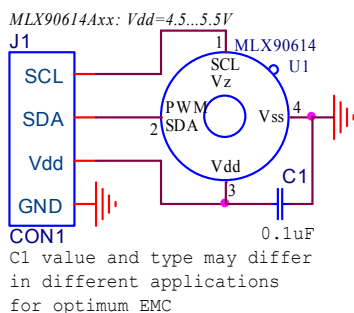 MLX90614Axx: Vdd=4.5...5.5V
J1
1
MLX90614
U1
SCL
SCL
Vz
SDA
2
PWM
SDA
Vss
4
Vdd
Vdd
3
C1
GND
CON1
0.1uF
C1 value and type may differ
in different applications
for optimum EMC